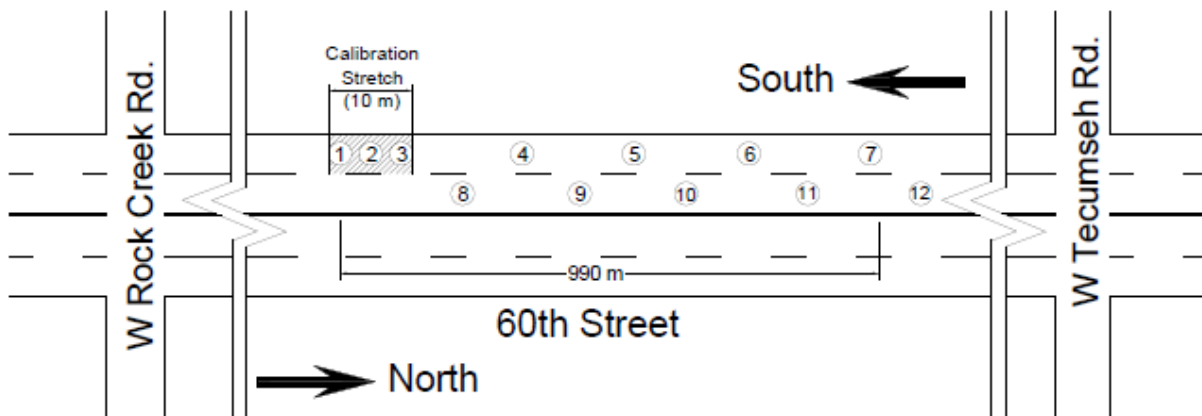 Calibration
Stretch
(10 m)
South
W Rock Creek Rd.
W Tecumseh Rd.
1 2 3 4 5 6 7
8 9 10 11 12
990 m
60th Street
North